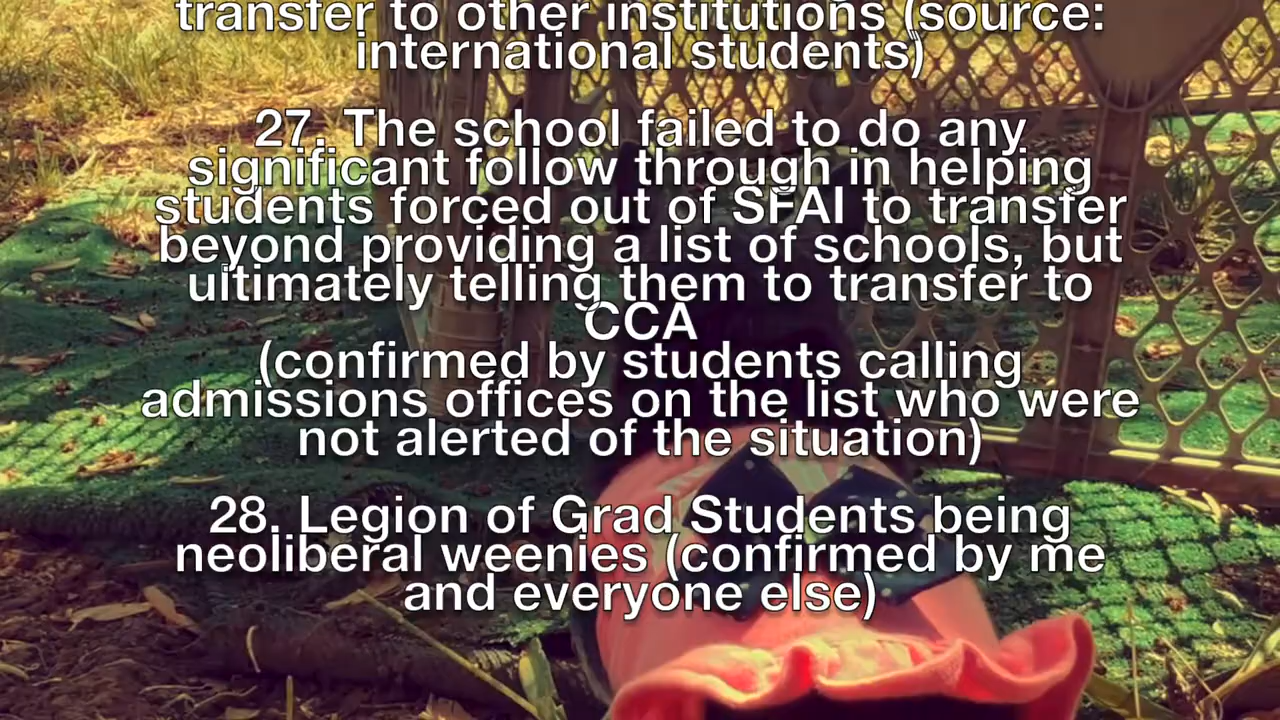 transfer to other institutions (source:
international students)
27. The school failed to do any
significant follow through in helping
students forced out of SFAI to transfer
beyond providing a list of schools, but
ultimately telling them to transfer to
CCA
(confirmed by students calling
admissions offices on the list who were
not alerted of the situation)
28. Legion of Grad Students being
neoliberal weenies (confirmed by me
and everyone else)